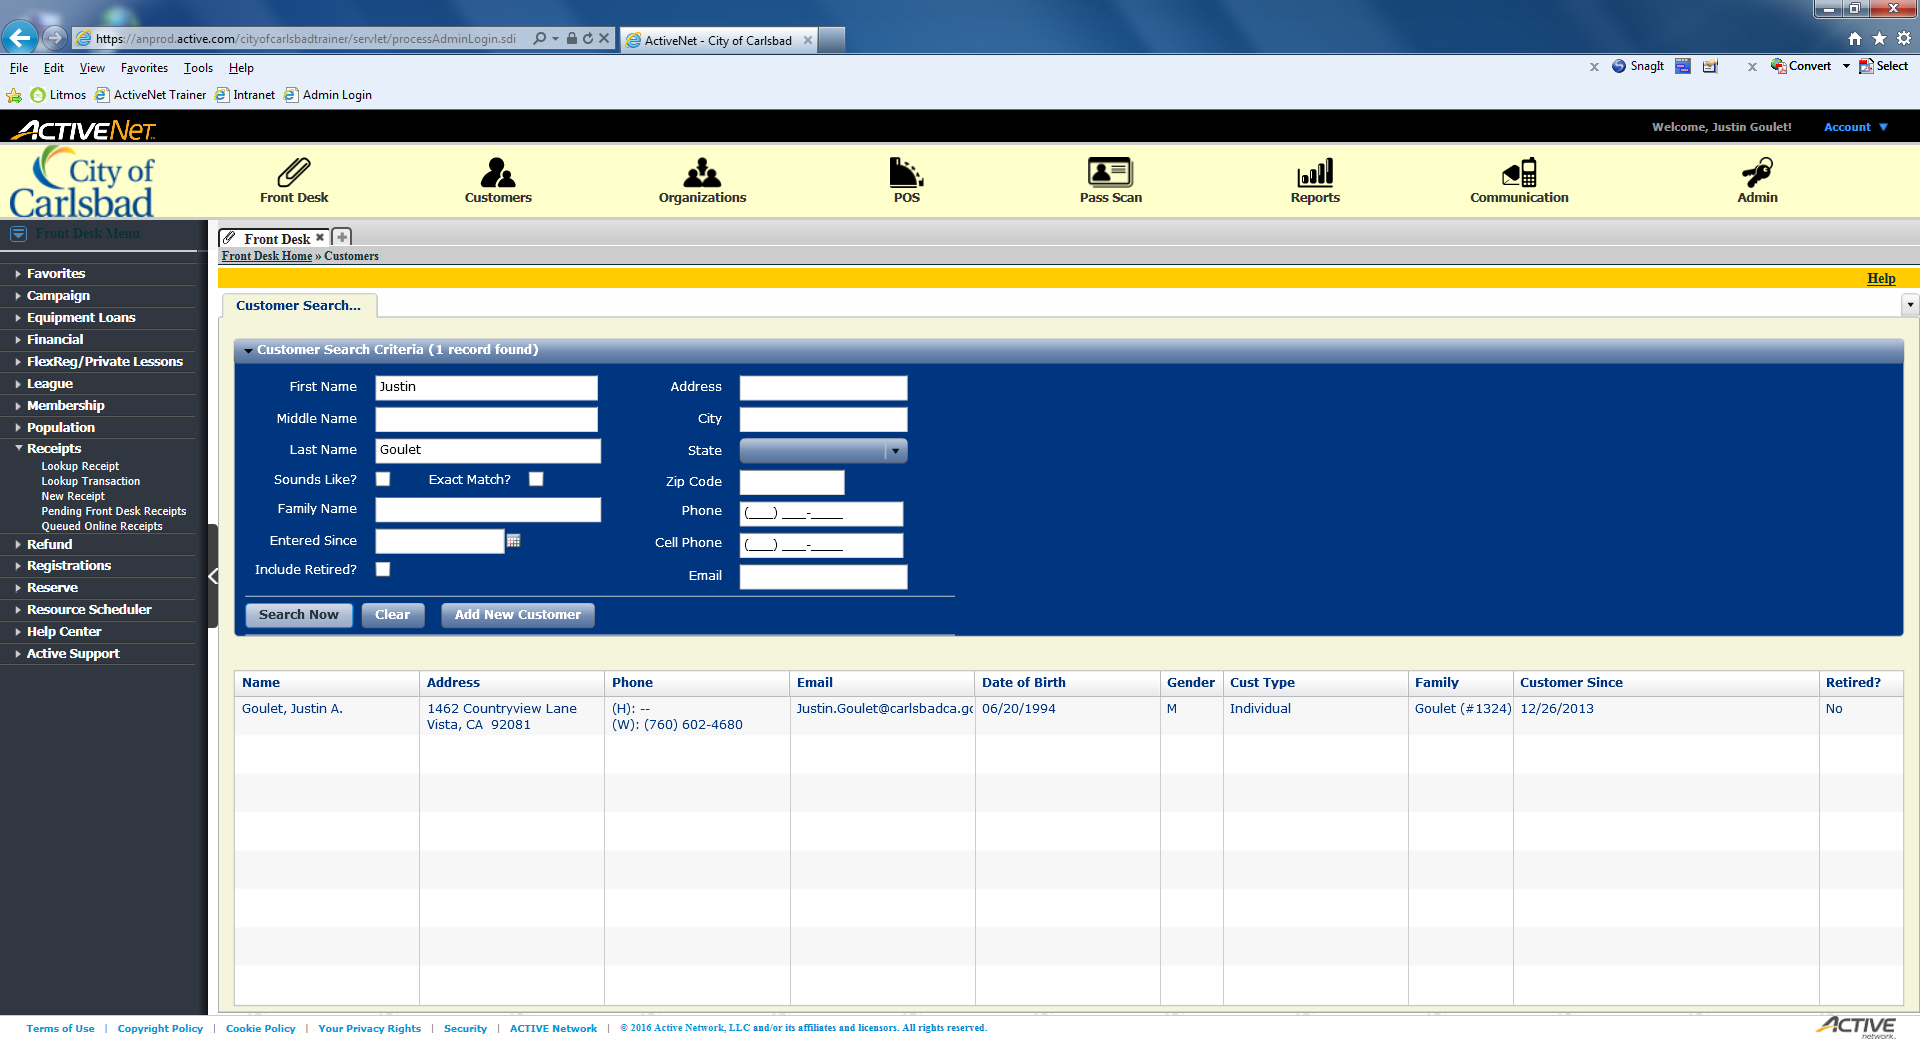 https://anprod.active.com/cityofcarlsbadtrainer/servlet/processAdminLogin.sdi
ActiveNet - City of Carlsbad
File Edit View Favorites Tools Help
SnagIt Convert Select
Litmos ActiveNet Trainer Intranet Admin Login
ACTIVENET
Welcome, Justin Goulet! Account
City of
Carlsbad
Front Desk Customers Organizations POS Pass Scan Reports Communication Admin
Front Desk Menu
Front Desk
Front Desk Home » Customers
Help
Favorites
Campaign
Equipment Loans
Financial
FlexReg/Private Lessons
League
Membership
Population
Receipts
Lookup Receipt
Lookup Transaction
New Receipt
Pending Front Desk Receipts
Queued Online Receipts
Refund
Registrations
Reserve
Resource Scheduler
Help Center
Active Support
Customer Search...
Customer Search Criteria (1 record found)
First Name Justin Address
Middle Name City
Last Name Goulet State
Sounds Like? Exact Match? Zip Code
Family Name Phone (___) ___-____
Entered Since Cell Phone (___) ___-____
Include Retired? Email
Search Now Clear Add New Customer
Name Address Phone Email Date of Birth Gender Cust Type Family Customer Since Retired?
Goulet, Justin A. 1462 Countryview Lane (H): -- Justin.Goulet@carlsbadca.gc 06/20/1994 M Individual Goulet (#1324) 12/26/2013 No
Vista, CA 92081 (W): (760) 602-4680
Terms of Use | Copyright Policy | Cookie Policy | Your Privacy Rights | Security | ACTIVE Network | © 2016 Active Network, LLC and/or its affiliates and licensors. All rights reserved.
ACTIVE
network.